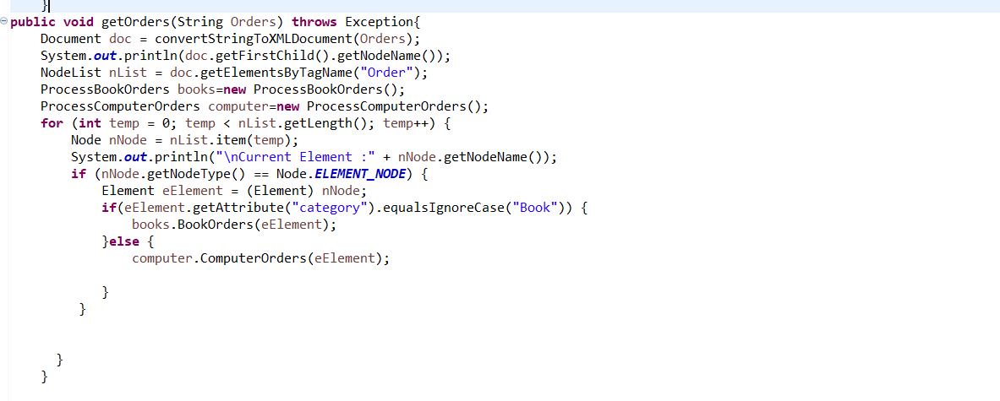 }
public void getOrders(String Orders) throws Exception{
Document doc = convertStringToXMLDocument(Orders);
System.out.println(doc.getFirstChild().getNodeName());
NodeList nList = doc.getElementsByTagName("Order");
ProcessBookOrders books=new ProcessBookOrders();
ProcessComputerOrders computer=new ProcessComputerOrders();
for (int temp = 0; temp < nList.getLength(); temp++) {
Node nNode = nList.item(temp);
System.out.println("\nCurrent Element :" + nNode.getNodeName());
if (nNode.getNodeType() == Node.ELEMENT_NODE) {
Element eElement = (Element) nNode;
if(eElement.getAttribute("category").equalsIgnoreCase("Book")) {
books.BookOrders(eElement);
}else {
computer.ComputerOrders(eElement);
}
}
}
}